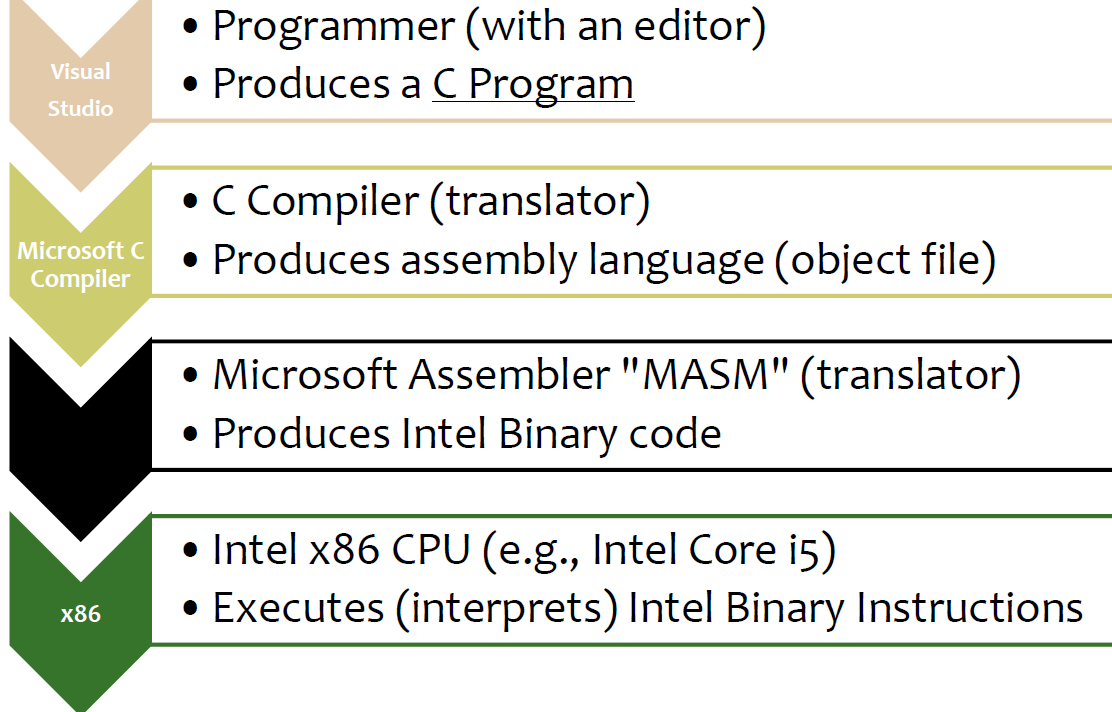 Visual
Studio
• Programmer (with an editor)
• Produces a C Program
Microsoft C
Compiler
• C Compiler (translator)
• Produces assembly language (object file)
• Microsoft Assembler "MASM" (translator)
• Produces Intel Binary code
x86
• Intel x86 CPU (e.g., Intel Core i5)
• Executes (interprets) Intel Binary Instructions